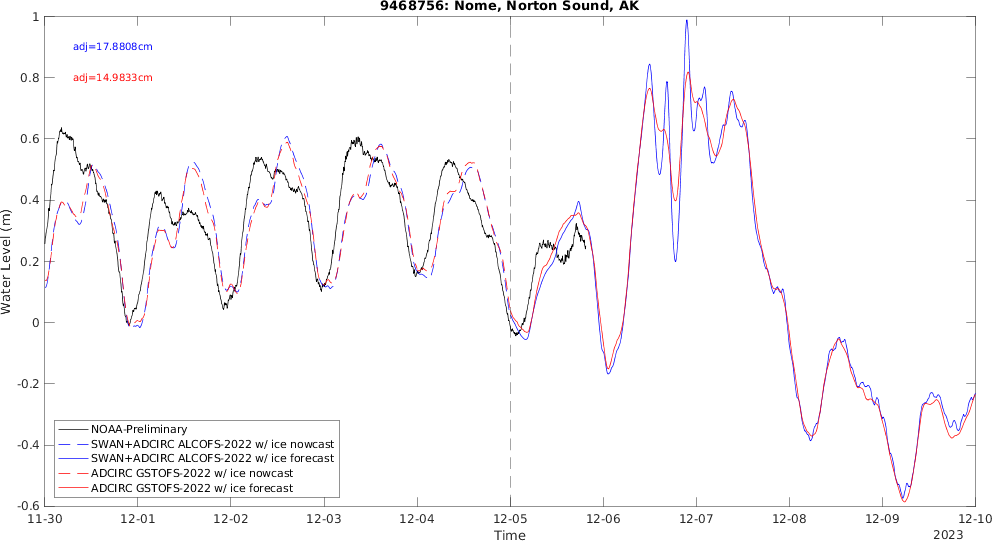 9468756: Nome, Norton Sound, AK
adj=17.8808cm
adj=14.9833cm
Water Level (m)
1
0.8
0.6
0.4
0.2
0
-0.2
-0.4
-0.6
NOAA-Preliminary
SWAN+ADCIRC ALCOFS-2022 w/ ice nowcast
SWAN+ADCIRC ALCOFS-2022 w/ ice forecast
ADCIRC GSTOFS-2022 w/ ice nowcast
ADCIRC GSTOFS-2022 w/ ice forecast
11-30 12-01 12-02 12-03 12-04 12-05 12-06 12-07 12-08 12-09 12-10
Time
2023